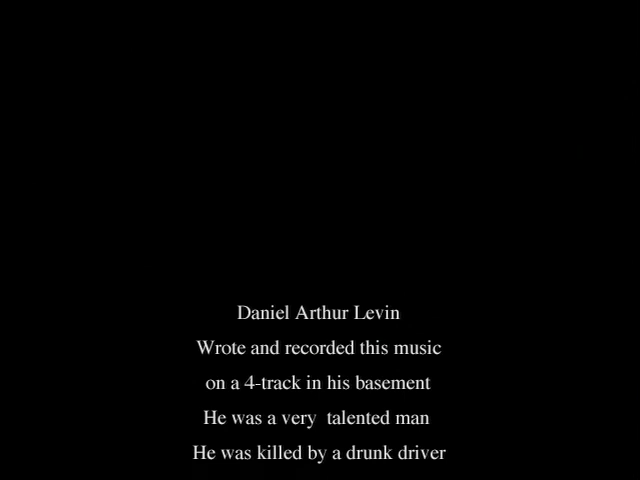 Daniel Arthur Levin
Wrote and recorded this music
on a 4-track in his basement
He was a very  talented man
He was killed by a drunk driver